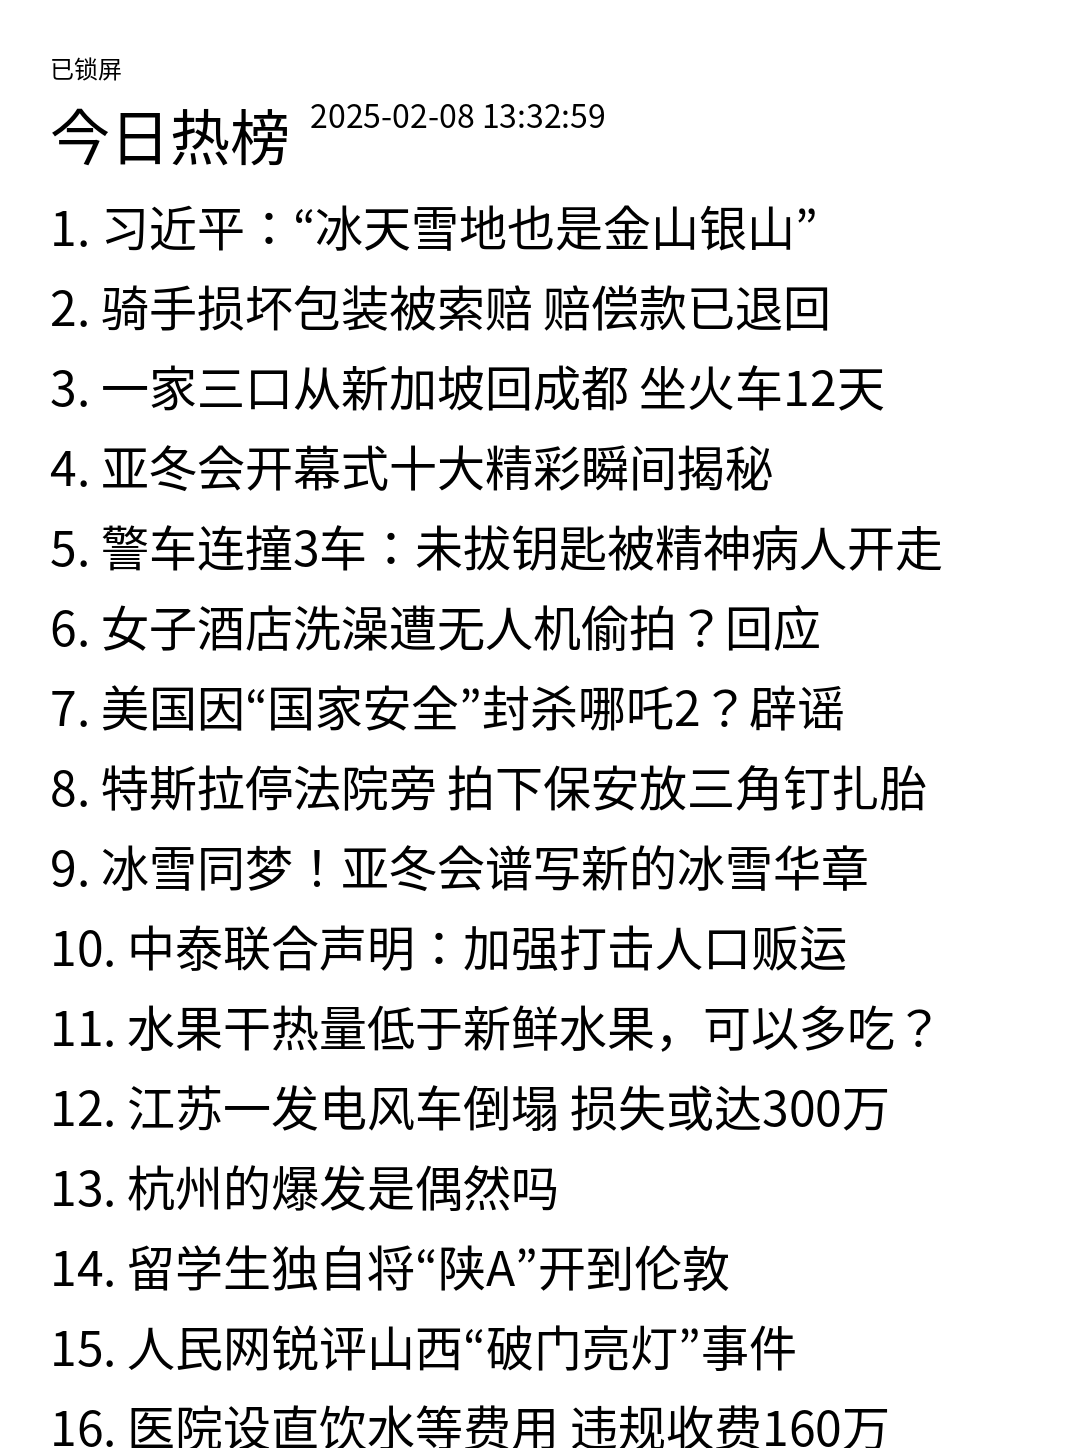 已锁屏
今日热榜 2025-02-08 13:32:59
1. 习近平：“冰天雪地也是金山银山”
2. 骑手损坏包装被索赔 赔偿款已退回
3. 一家三口从新加坡回成都 坐火车12天
4. 亚冬会开幕式十大精彩瞬间揭秘
5. 警车连撞3车：未拔钥匙被精神病人开走
6. 女子酒店洗澡遭无人机偷拍？回应
7. 美国因“国家安全”封杀哪吒2？辟谣
8. 特斯拉停法院旁 拍下保安放三角钉扎胎
9. 冰雪同梦！亚冬会谱写新的冰雪华章
10. 中泰联合声明：加强打击人口贩运
11. 水果干热量低于新鲜水果，可以多吃？
12. 江苏一发电风车倒塌 损失或达300万
13. 杭州的爆发是偶然吗
14. 留学生独自将“陕A”开到伦敦
15. 人民网锐评山西“破门亮灯”事件
16. 医院设直饮水等费用 违规收费160万